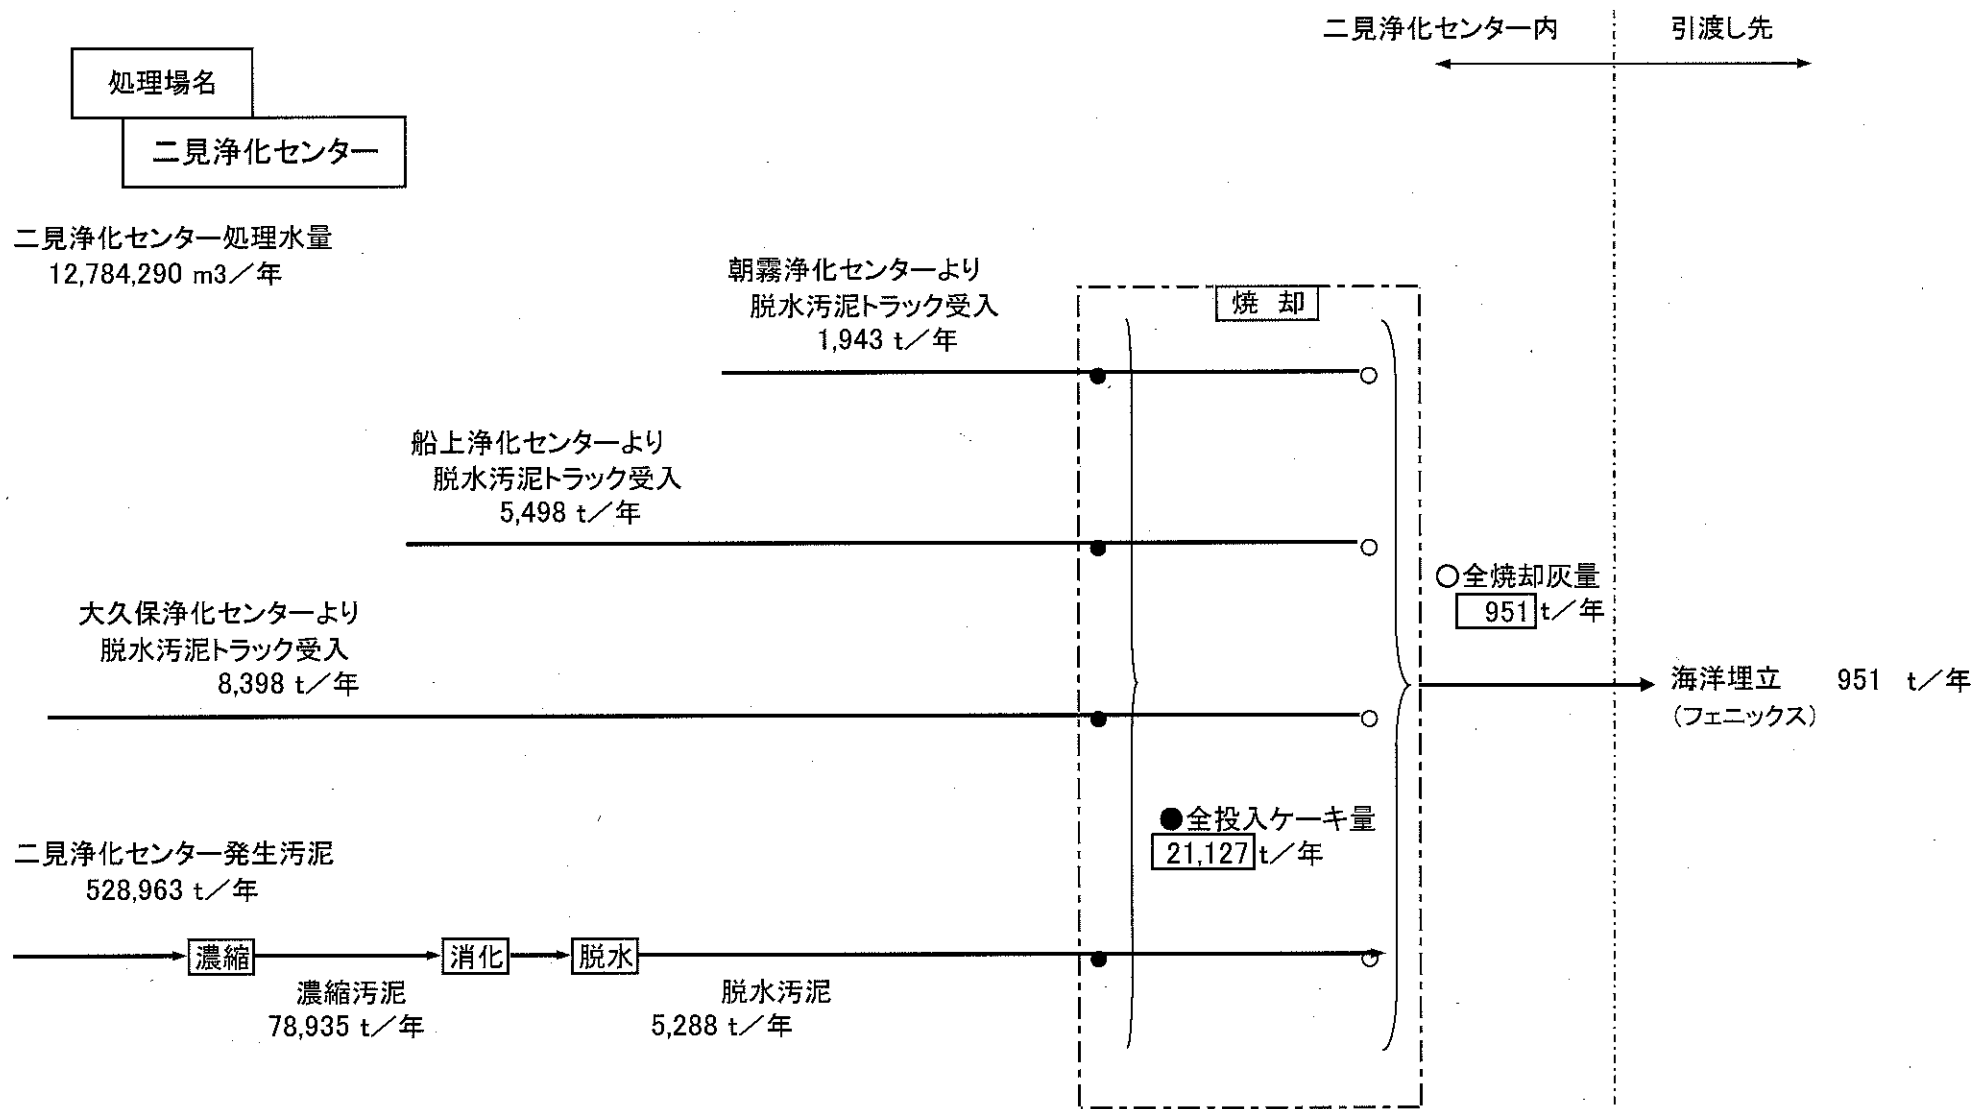 二見浄化センター内
引渡し先
処理場名
二見浄化センター
二見浄化センター処理水量
12,784,290 m3／年
朝霧浄化センターより
脱水汚泥トラック受入
1,943 t／年
焼 却
船上浄化センターより
脱水汚泥トラック受入
5,498 t／年
大久保浄化センターより
脱水汚泥トラック受入
8,398 t／年
○全焼却灰量
951 t／年
海洋埋立 951 t／年
（フェニックス）
●全投入ケーキ量
21,127 t／年
二見浄化センター発生汚泥
528,963 t／年
濃縮
消化
脱水
濃縮汚泥
78,935 t／年
脱水汚泥
5,288 t／年